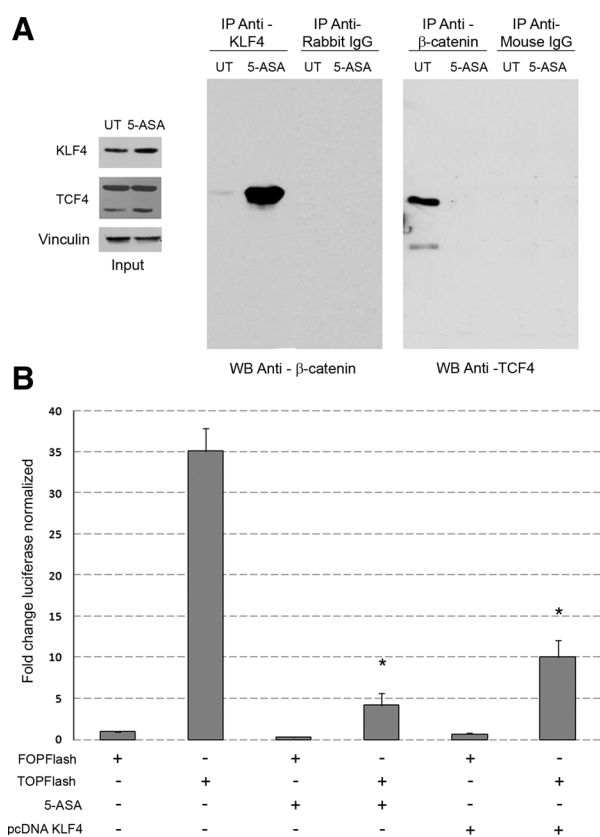 A
IP Anti - KLF4
IP Anti- Rabbit IgG
IP Anti - β-catenin
IP Anti- Mouse IgG
UT 5-ASA UT 5-ASA UT 5-ASA UT 5-ASA
UT 5-ASA
KLF4
TCF4
Vinculin
Input
WB Anti - β-catenin
WB Anti -TCF4
B
Fold change luciferase normalized
40
35
30
25
20
15
10
5
0
*
*
FOPFlash + - + - + -
TOPFlash - + - + - +
5-ASA - - + + - -
pcDNA KLF4 - - - - + +